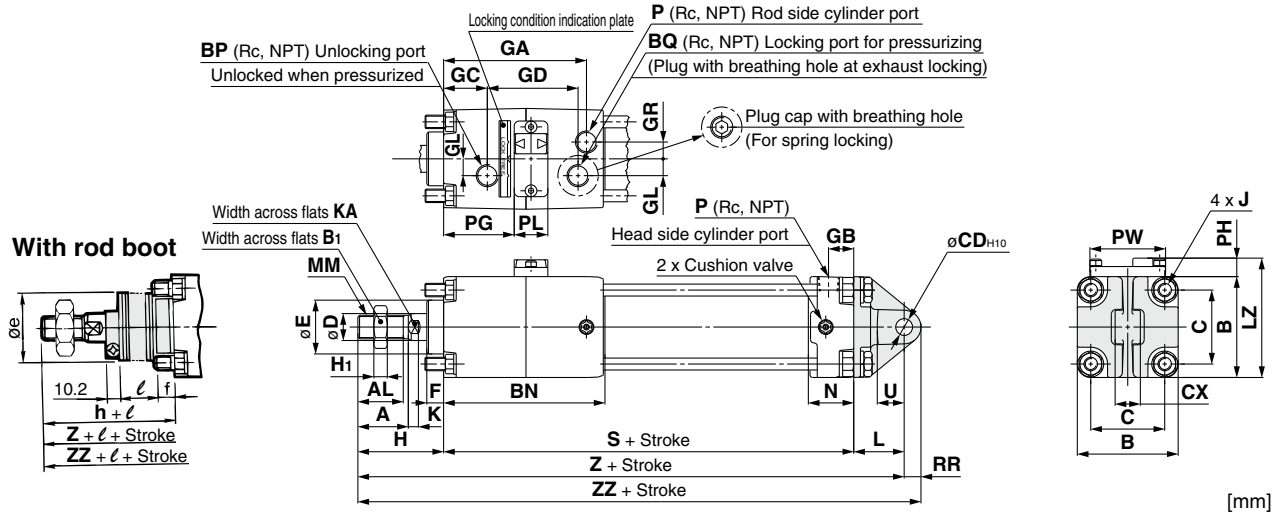 Locking condition indication plate
P (Rc, NPT) Rod side cylinder port
BP (Rc, NPT) Unlocking port
Unlocked when pressurized
GA
BQ (Rc, NPT) Locking port for pressurizing
(Plug with breathing hole at exhaust locking)
GC
GD
GR
GL
Plug cap with breathing hole
(For spring locking)
GL
PG
PL
Width across flats KA
Width across flats B1
MM
P (Rc, NPT)
Head side cylinder port
2 x Cushion valve
GB
øCDH10
4 x J
PW
PH
With rod boot
øe
øE
øD
H1
AL
F
BN
N
U
A
K
H
S + Stroke
L
Z + Stroke
RR
ZZ + Stroke
10.2
ℓ
f
h + ℓ
Z + ℓ + Stroke
ZZ + ℓ + Stroke
C
B
LZ
CX
C
B
[mm]